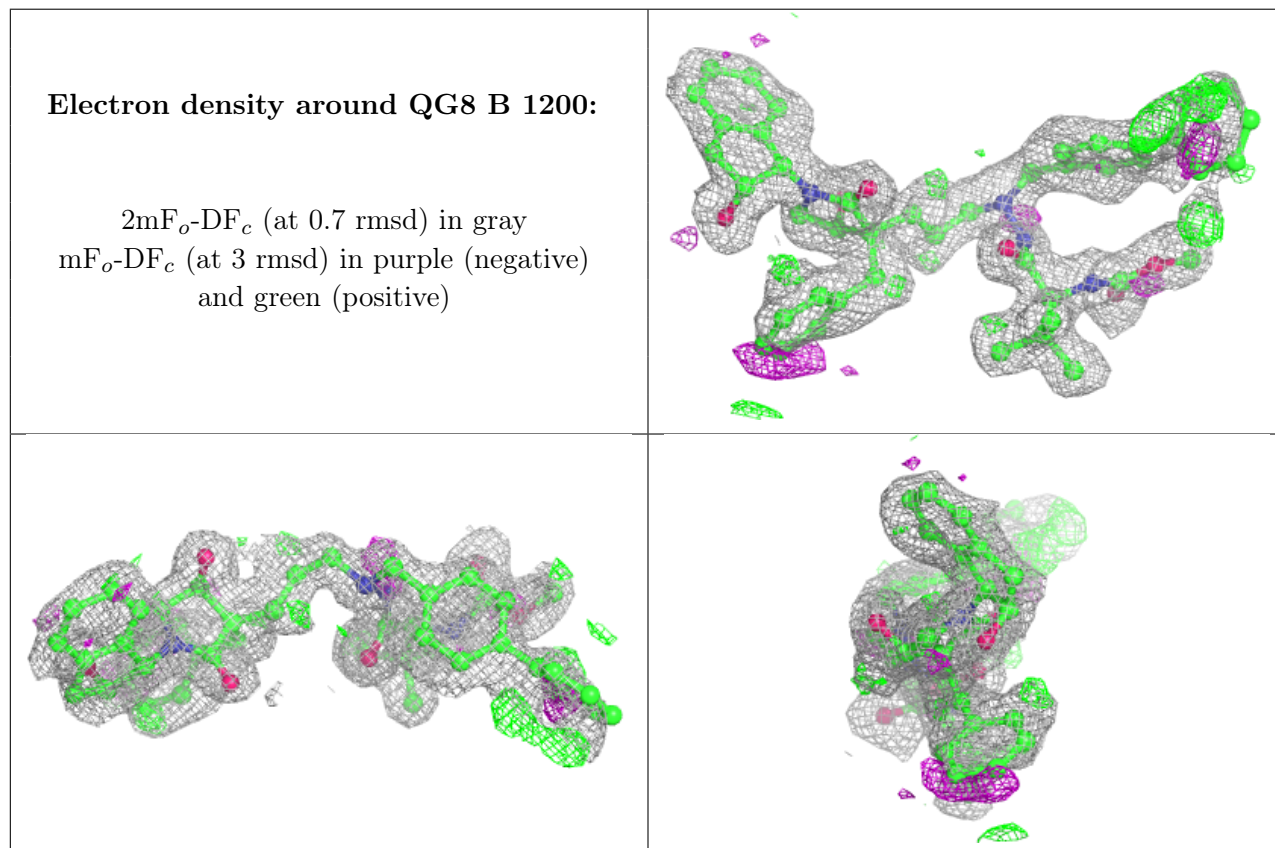 Electron density around QG8 B 1200:
2mFo-DFc (at 0.7 rmsd) in gray
mFo-DFc (at 3 rmsd) in purple (negative)
and green (positive)